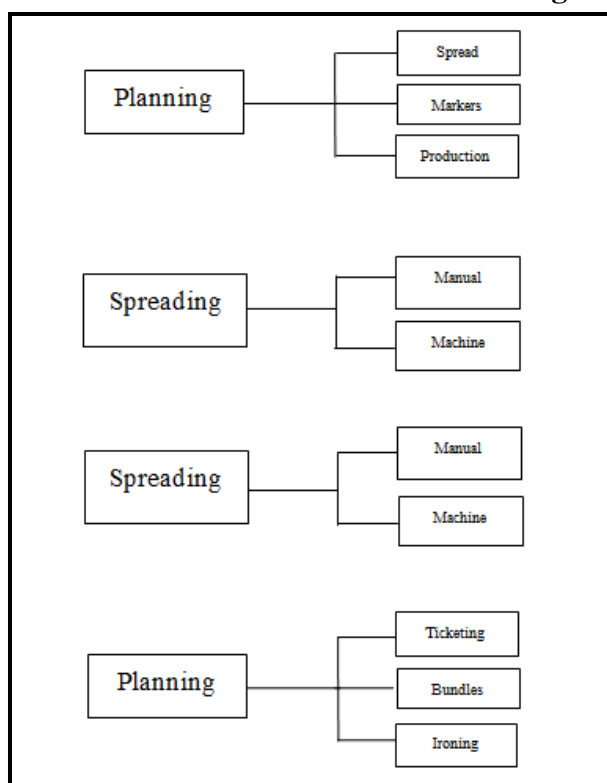 Planning
Spread
Markers
Production
Spreading
Manual
Machine
Spreading
Manual
Machine
Planning
Ticketing
Bundles
Ironing